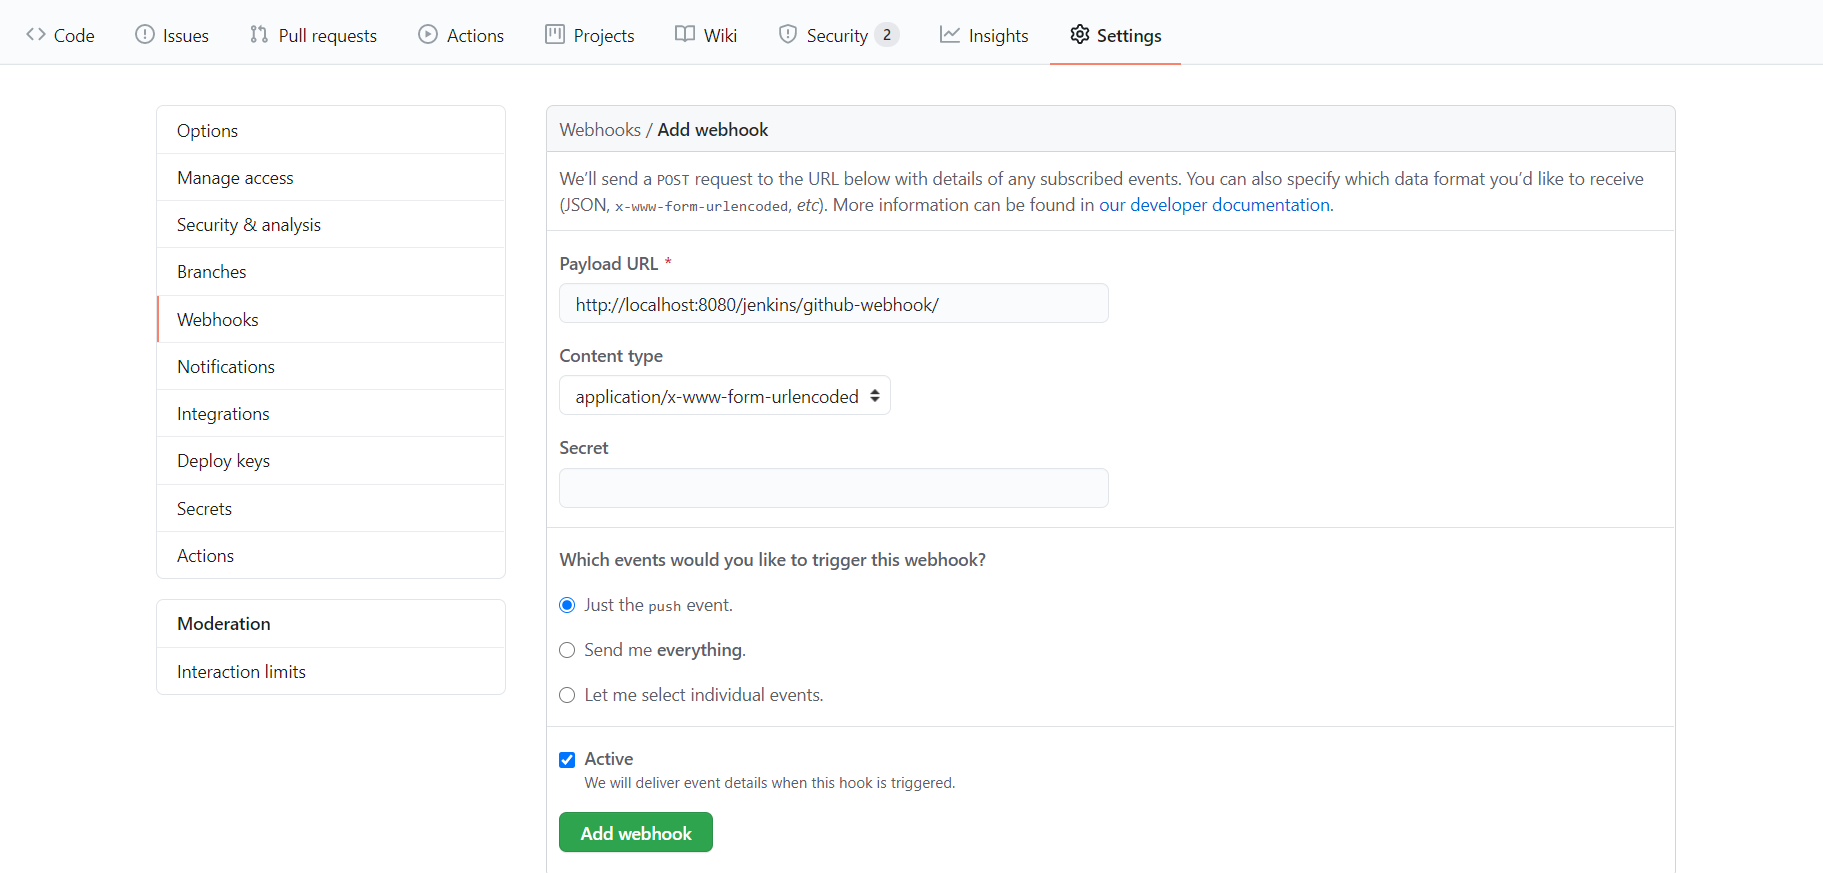 Code Issues Pull requests Actions Projects Wiki Security 2 Insights Settings
Options
Manage access
Security & analysis
Branches
Webhooks
Notifications
Integrations
Deploy keys
Secrets
Actions
Moderation
Interaction limits
Webhooks / Add webhook
We’ll send a POST request to the URL below with details of any subscribed events. You can also specify which data format you’d like to receive
(JSON, x-www-form-urlencoded, etc). More information can be found in our developer documentation.
Payload URL *
http://localhost:8080/jenkins/github-webhook/
Content type
application/x-www-form-urlencoded
Secret
Which events would you like to trigger this webhook?
Just the push event.
Send me everything.
Let me select individual events.
Active
We will deliver event details when this hook is triggered.
Add webhook